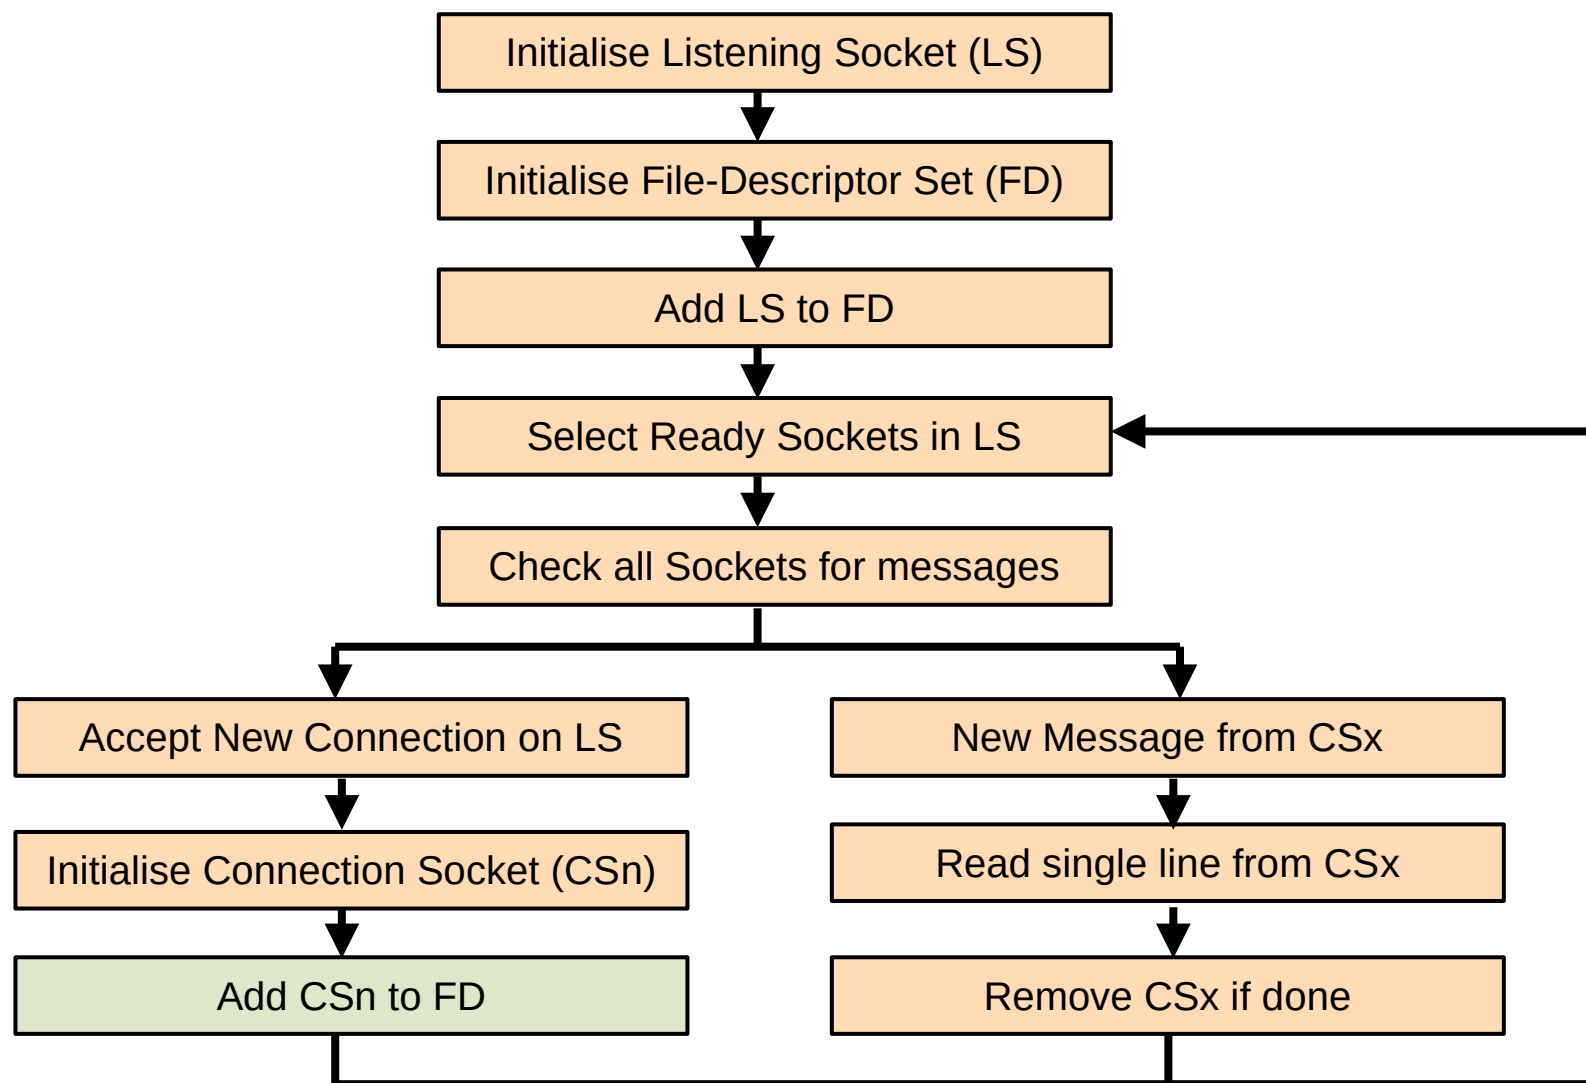 Initialise Listening Socket (LS)
Initialise File-Descriptor Set (FD)
Add LS to FD
Select Ready Sockets in LS
Check all Sockets for messages
Accept New Connection on LS
Initialise Connection Socket (CSn)
Add CSn to FD
New Message from CSx
Read single line from CSx
Remove CSx if done